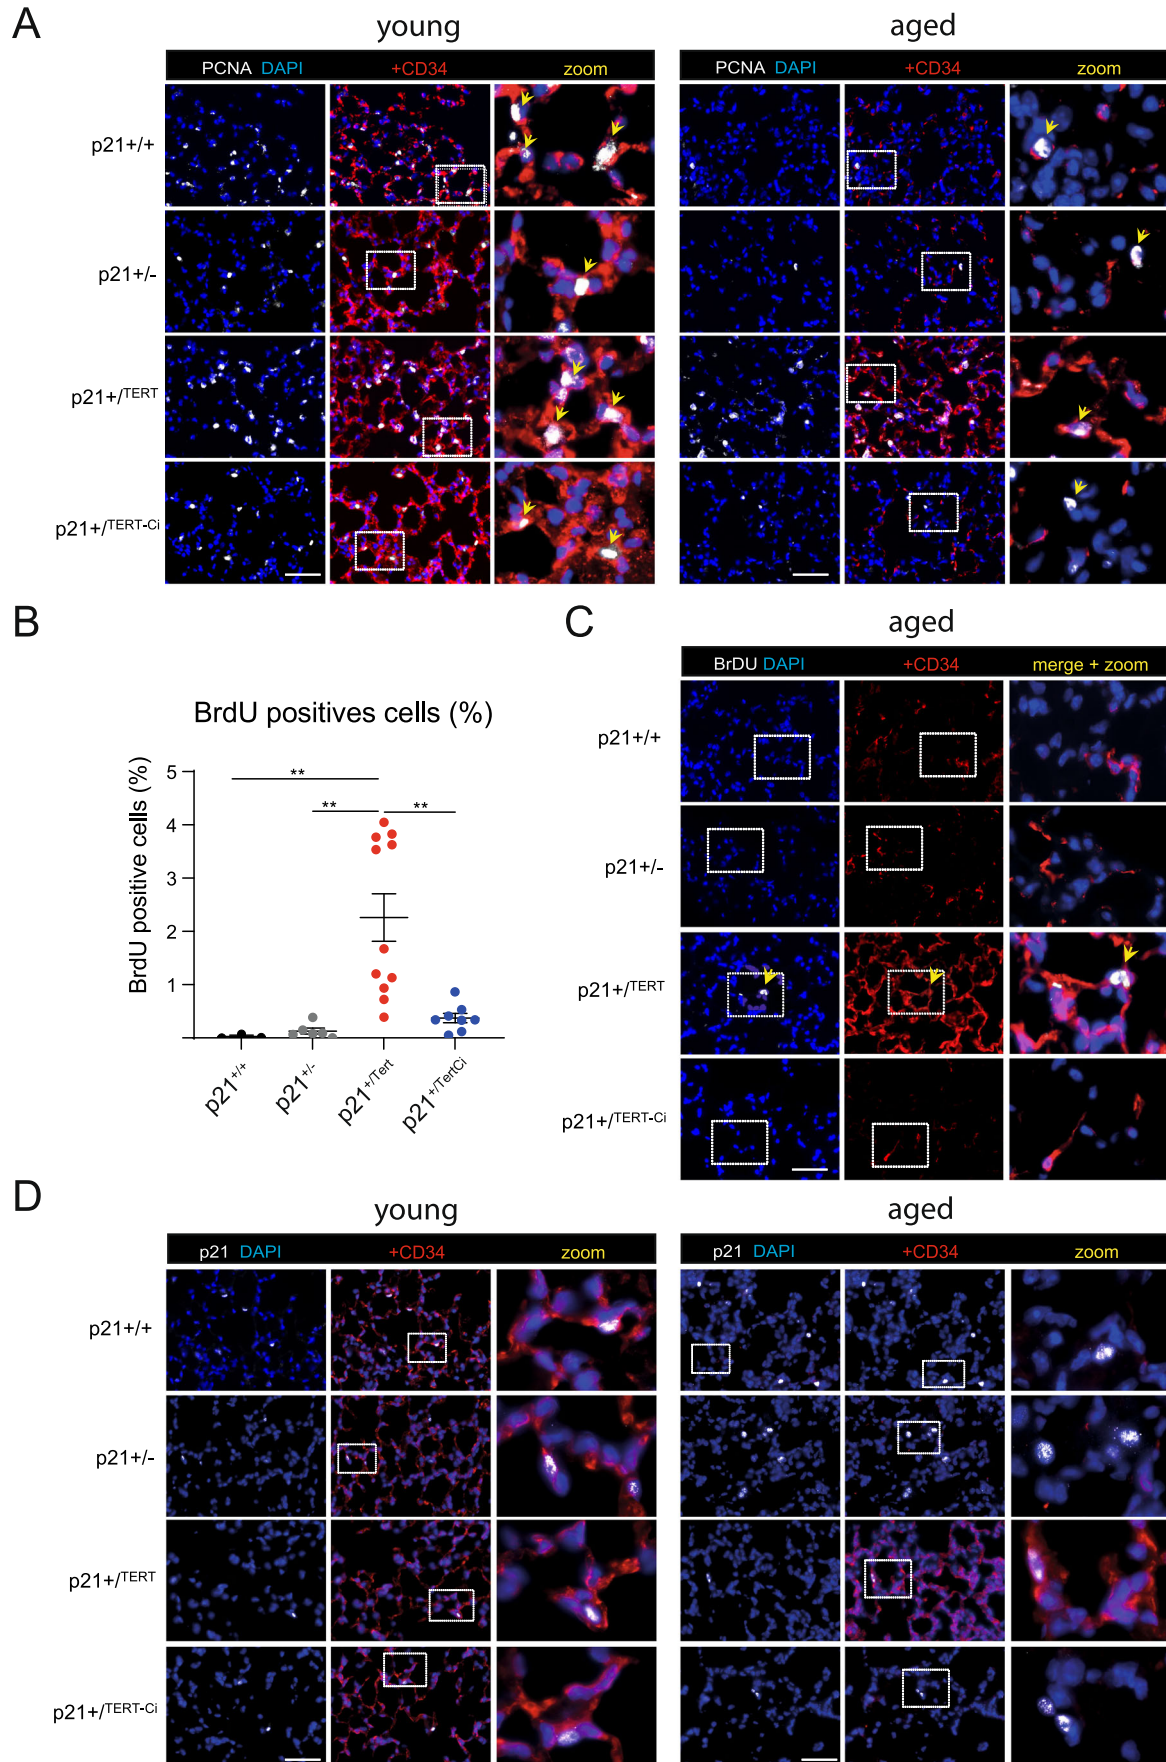 A
young
aged
PCNA DAPI +CD34 zoom
PCNA DAPI +CD34 zoom
p21+/+
p21+/-
p21+/TERT
p21+/TERT-Ci
B
BrdU positives cells (%)
BrdU positive cells (%)
5
4
3
2
1
**
** **
p21+/+
p21+/-
p21+/Tert
p21+/TertCi
C
aged
BrDU DAPI +CD34 merge + zoom
p21+/+
p21+/-
p21+/TERT
p21+/TERT-Ci
D
young
aged
p21 DAPI +CD34 zoom
p21 DAPI +CD34 zoom
p21+/+
p21+/-
p21+/TERT
p21+/TERT-Ci